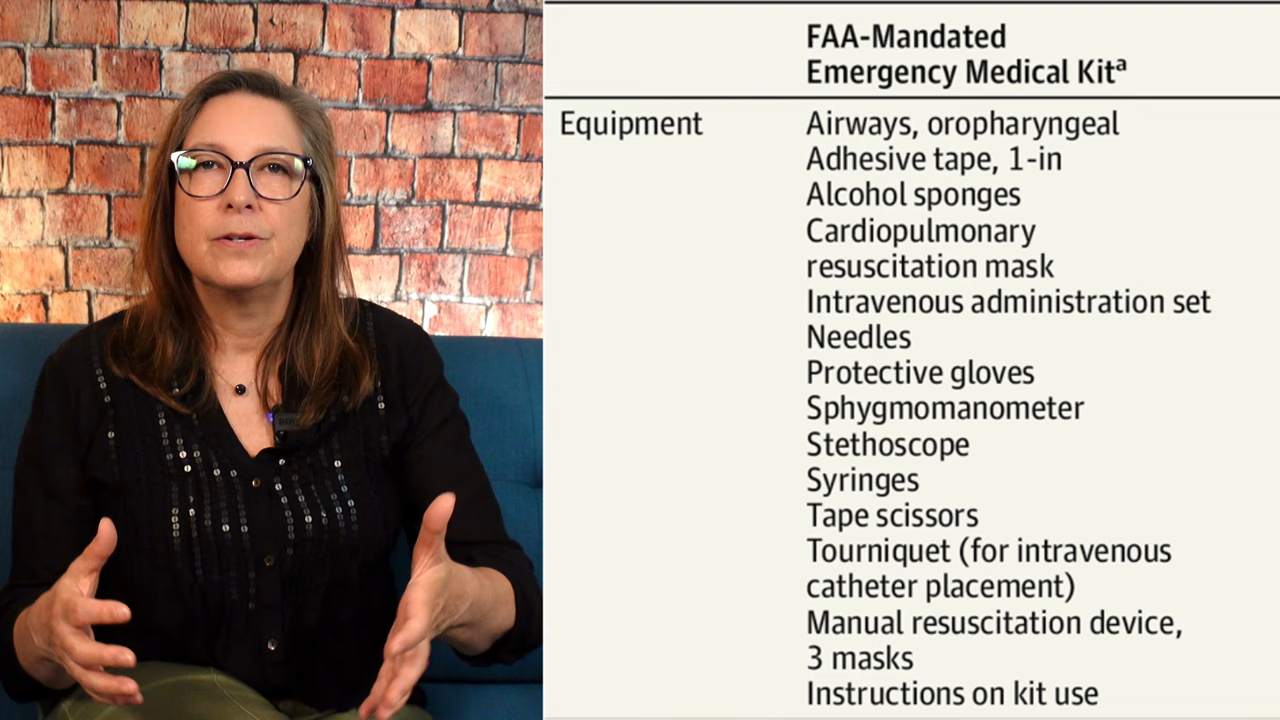 FAA-Mandated
Emergency Medical Kitᵃ
Equipment
Airways, oropharyngeal
Adhesive tape, 1-in
Alcohol sponges
Cardiopulmonary
resuscitation mask
Intravenous administration set
Needles
Protective gloves
Sphygmomanometer
Stethoscope
Syringes
Tape scissors
Tourniquet (for intravenous
catheter placement)
Manual resuscitation device,
3 masks
Instructions on kit use